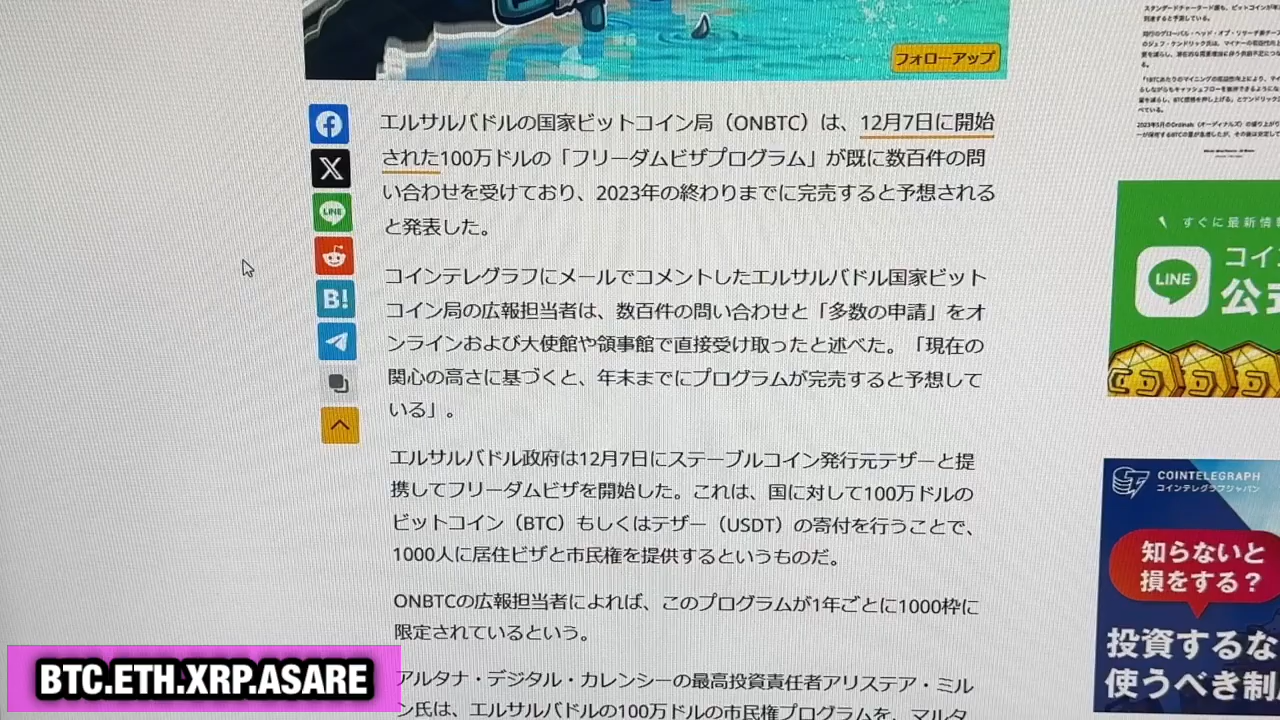 フォローアップ
エルサルバドルの国家ビットコイン局（ONBTC）は、12月7日に開始
された100万ドルの「フリーダムビザプログラム」が既に数百件の問
い合わせを受けており、2023年の終わりまでに完売すると予想される
と発表した。
コインテレグラフにメールでコメントしたエルサルバドル国家ビット
コイン局の広報担当者は、数百件の問い合わせと「多数の申請」をオ
ンラインおよび大使館や領事館で直接受け取ったと述べた。「現在の
関心の高さに基づくと、年末までにプログラムが完売すると予想して
いる」。
エルサルバドル政府は12月7日にステーブルコイン発行元テザーと提
携してフリーダムビザを開始した。これは、国に対して100万ドルの
ビットコイン（BTC）もしくはテザー（USDT）の寄付を行うことで、
1000人に居住ビザと市民権を提供するというものだ。
ONBTCの広報担当者によれば、このプログラムが1年ごとに1000枠に
限定されているという。
アルタナ・デジタル・カレンシーの最高投資責任者アリステア・ミル
ン氏は、エルサルバドルの100万ドルの市民権プログラムを、マルタ
LINE
B!
すぐに最新情
LINE
コイ
公式
COINTELEGRAPH
コインテレグラフジャパン
知らないと
損をする？
投資するな
使うべき制
BTC.ETH.XRP.ASARE